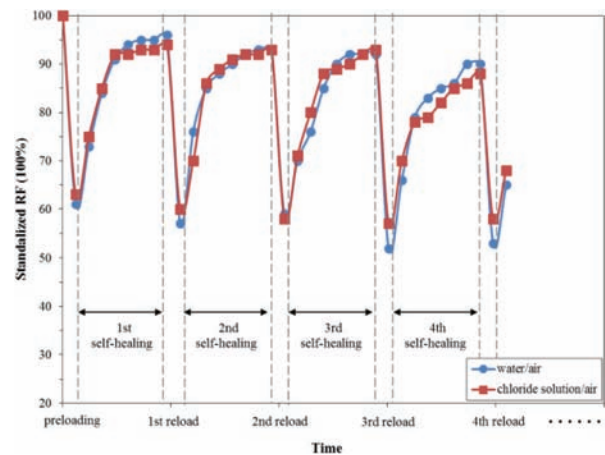 Standalized RF (100%)
100
90
80
70
60
50
40
30
20
1st
self-healing
2nd
self-healing
3rd
self-healing
4th
self-healing
water/air
chloride solution/air
preloading
1st reload
2nd reload
3rd reload
4th reload
······
Time